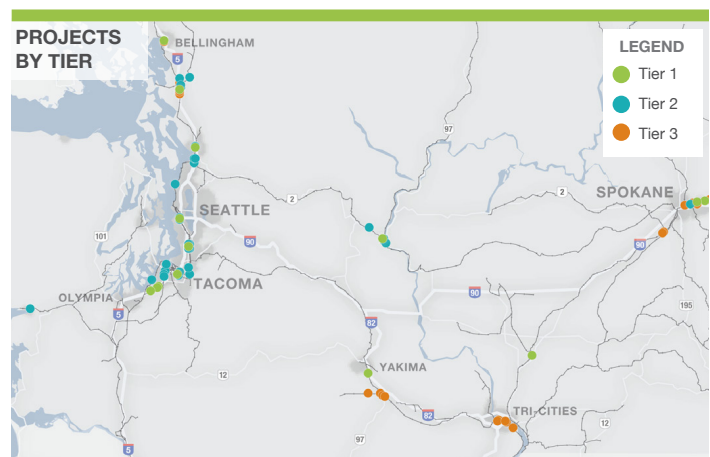 PROJECTS
BY TIER
BELLINGHAM
5
LEGEND
Tier 1
Tier 2
Tier 3
97
2
2
SPOKANE
SEATTLE
101
90
90
TACOMA
OLYMPIA
90
195
5
82
12
YAKIMA
82
TRI-CITIES
12
97
5